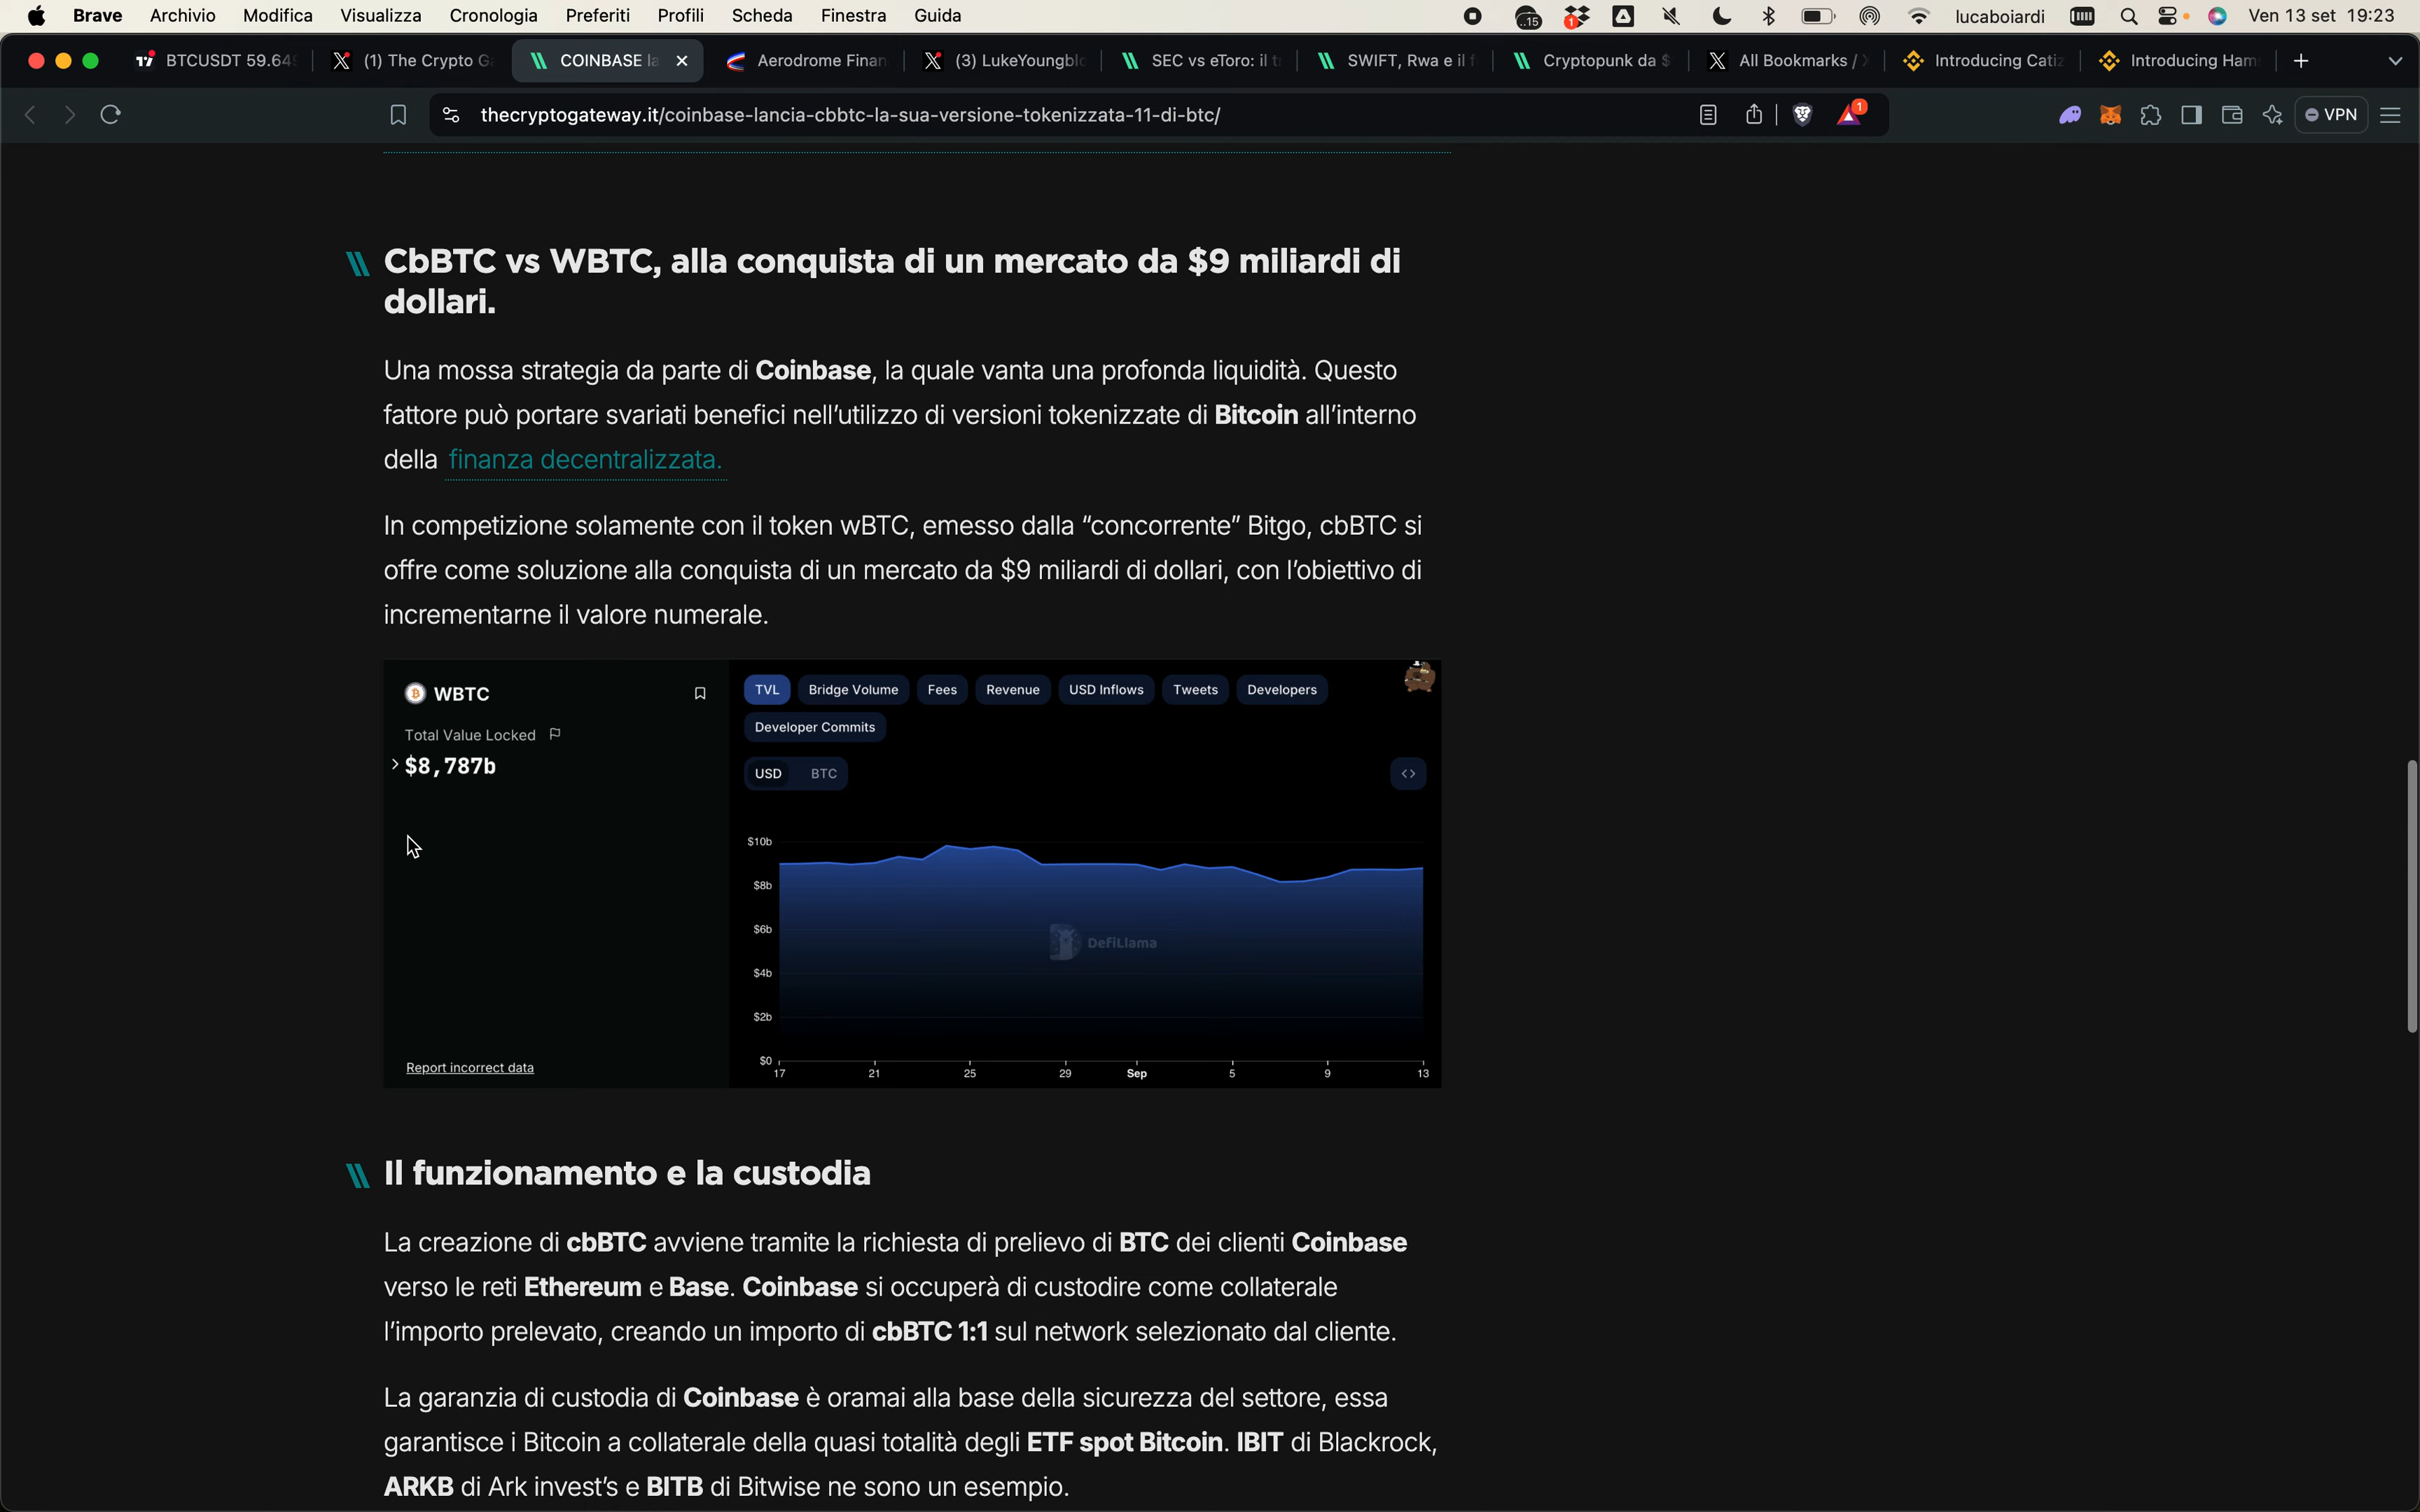 Brave Archivio Modifica Visualizza Cronologia Preferiti Profili Scheda Finestra Guida
..15 1 lucaboiardi Ven 13 set 19:23
BTCUSDT 59.649 (1) The Crypto Ga COINBASE la Aerodrome Finan (3) LukeYoungblo SEC vs eToro: il t SWIFT, Rwa e il f Cryptopunk da $ All Bookmarks / X Introducing Catiz Introducing Ham
thecryptogateway.it/coinbase-lancia-cbbtc-la-sua-versione-tokenizzata-11-di-btc/ 1 VPN
CbBTC vs WBTC, alla conquista di un mercato da $9 miliardi di
dollari.
Una mossa strategia da parte di Coinbase, la quale vanta una profonda liquidità. Questo
fattore può portare svariati benefici nell’utilizzo di versioni tokenizzate di Bitcoin all’interno
della finanza decentralizzata.
In competizione solamente con il token wBTC, emesso dalla “concorrente” Bitgo, cbBTC si
offre come soluzione alla conquista di un mercato da $9 miliardi di dollari, con l’obiettivo di
incrementarne il valore numerale.
WBTC
Total Value Locked
$8,787b
Report incorrect data
TVL Bridge Volume Fees Revenue USD Inflows Tweets Developers
Developer Commits
USD BTC
$10b
$8b
$6b
$4b
$2b
$0
DefiLlama
17 21 25 29 Sep 5 9 13
Il funzionamento e la custodia
La creazione di cbBTC avviene tramite la richiesta di prelievo di BTC dei clienti Coinbase
verso le reti Ethereum e Base. Coinbase si occuperà di custodire come collaterale
l’importo prelevato, creando un importo di cbBTC 1:1 sul network selezionato dal cliente.
La garanzia di custodia di Coinbase è oramai alla base della sicurezza del settore, essa
garantisce i Bitcoin a collaterale della quasi totalità degli ETF spot Bitcoin. IBIT di Blackrock,
ARKB di Ark invest’s e BITB di Bitwise ne sono un esempio.